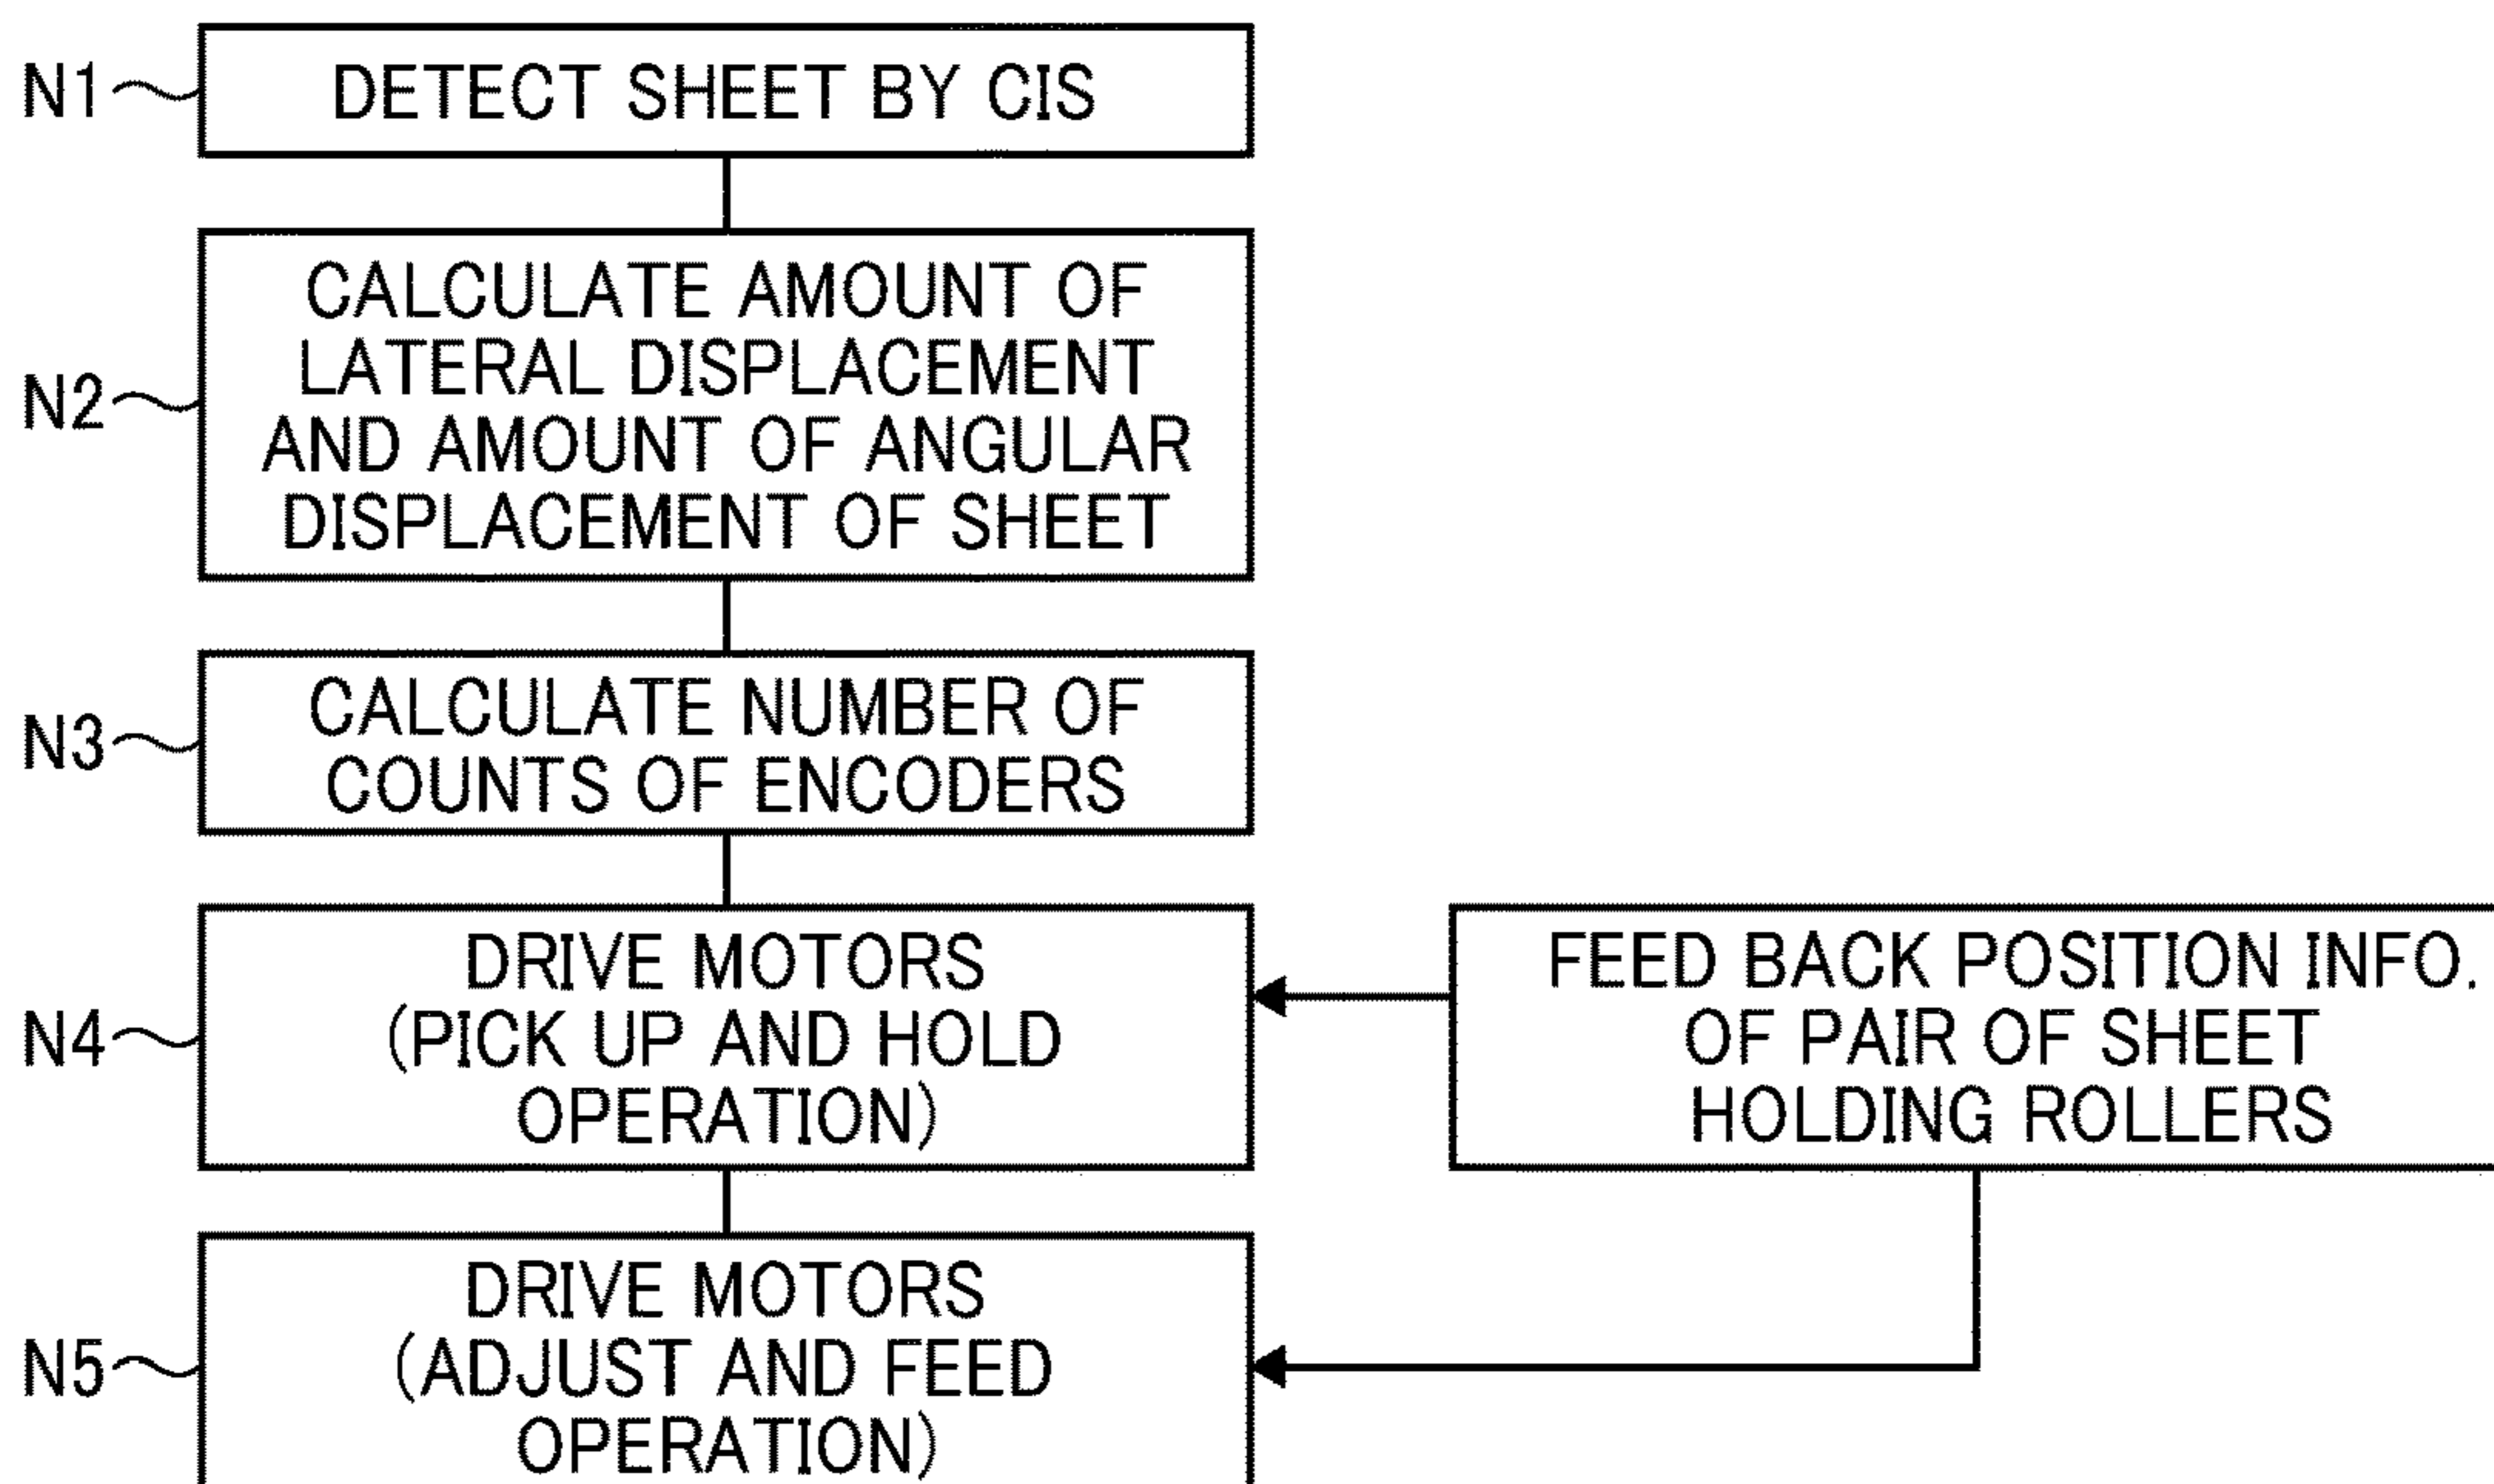 N1
DETECT SHEET BY CIS
N2
CALCULATE AMOUNT OF
LATERAL DISPLACEMENT
AND AMOUNT OF ANGULAR
DISPLACEMENT OF SHEET
N3
CALCULATE NUMBER OF
COUNTS OF ENCODERS
N4
DRIVE MOTORS
(PICK UP AND HOLD
OPERATION)
FEED BACK POSITION INFO.
OF PAIR OF SHEET
HOLDING ROLLERS
N5
DRIVE MOTORS
(ADJUST AND FEED
OPERATION)